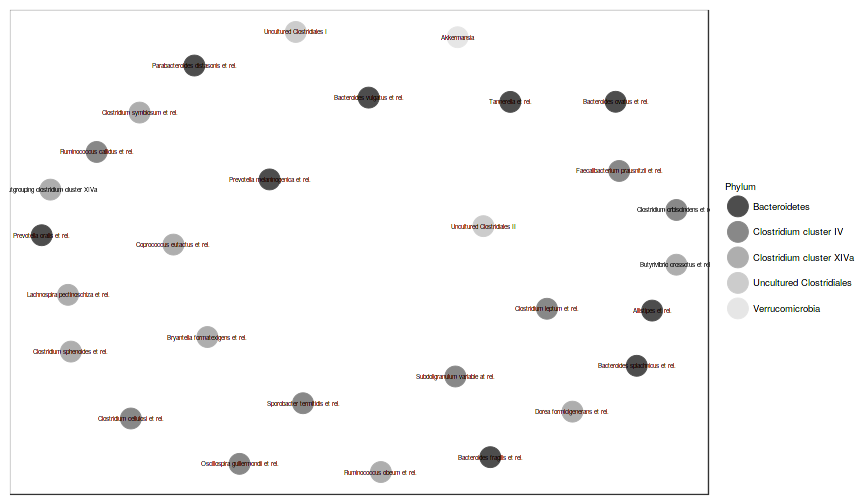 Uncultured Clostridiales I
Akkermansia
Parabacteroides distasonis et rel.
Bacteroides vulgatus et rel.
Tannerella et rel.
Bacteroides ovatus et rel.
Clostridium symbiosum et rel.
Ruminococcus callidus et rel.
Faecalibacterium prausnitzii et rel.
Prevotella melaninogenica et rel.
Phylum
clostridium cluster XIVa
Bacteroidetes
Clostridium orbiscindens et
Uncultured Clostridiales II
Clostridium cluster IV
Prevotella oralis et rel.
Coprococcus eutactus et rel.
Clostridium cluster XIVa
Butyrivibrio crossotus et rel
Uncultured Clostridiales
Lachnospira pectinoschiza et rel.
Clostridium leptum et rel.
Alistipes et rel.
Verrucomicrobia
Bryantella formatexigens et rel.
Clostridium sphenoides et rel.
Bacteroides splachnicus et rel.
Subdoligranulum variable at rel.
Sporobacter termitidis et rel.
Dorea formicigenerans et rel.
Clostridium cellulosi et rel.
Bacteroides fragilis et rel.
Oscillospira guilliermondii et rel.
Ruminococcus obeum et rel.